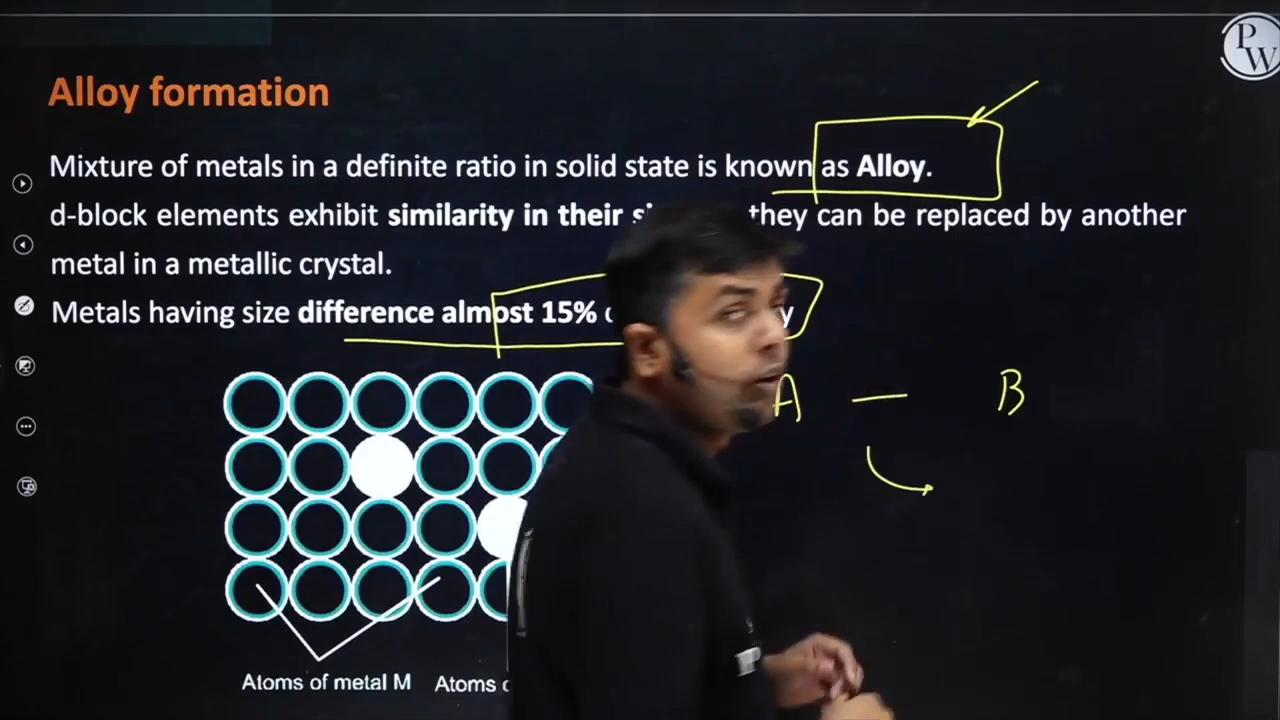 PW
Alloy formation
Mixture of metals in a definite ratio in solid state is known as Alloy.
d-block elements exhibit similarity in their they can be replaced by another
metal in a metallic crystal.
Metals having size difference almost 15%
A — B
Atoms of metal M Atoms